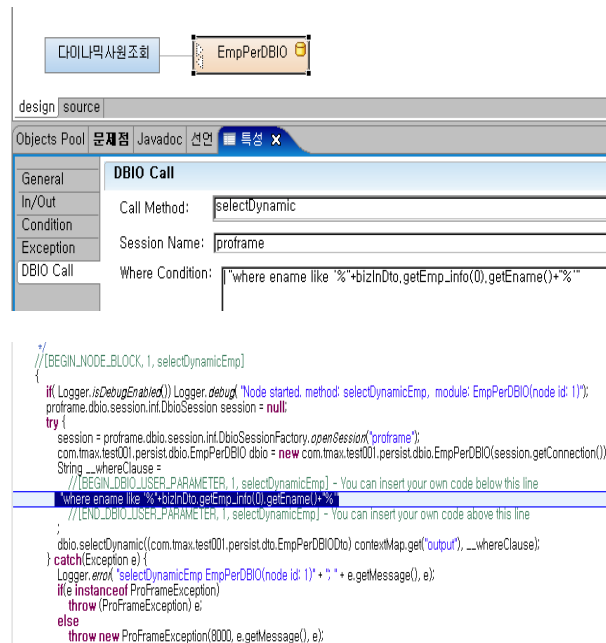 다이나믹사원조회
EmpPerDBIO
design source
Objects Pool 문제점 Javadoc 선언 특성
General
In/Out
Condition
Exception
DBIO Call
DBIO Call
Call Method: selectDynamic
Session Name: proframe
Where Condition: "where ename like '%"+bizInDto.getEmp_info(0).getEname()+"%'"
*/
//[BEGIN_NODE_BLOCK, 1, selectDynamicEmp]
{
if( Logger.isDebugEnabled()) Logger.debug( "Node started, method: selectDynamicEmp, module: EmpPerDBIO(node id: 1)");
proframe.dbio.session.inf.DbioSession session = null;
try {
session = proframe.dbio.session.inf.DbioSessionFactory.openSession("proframe");
com.tmax.test001.persist.dbio.EmpPerDBIO dbio = new com.tmax.test001.persist.dbio.EmpPerDBIO(session.getConnection())
String __whereClause =
//[BEGIN_DBIO_USER_PARAMETER, 1, selectDynamicEmp] - You can insert your own code below this line
"where ename like '%"+bizInDto.getEmp_info(0).getEname()+"%'"
//[END_DBIO_USER_PARAMETER, 1, selectDynamicEmp] - You can insert your own code above this line
;
dbio.selectDynamic((com.tmax.test001.persist.dto.EmpPerDBIODto) contextMap.get("output"), __whereClause);
} catch(Exception e) {
Logger.error( "selectDynamicEmp EmpPerDBIO(node id: 1)" + ": " + e.getMessage(), e);
if(e instanceof ProFrameException)
throw (ProFrameException) e;
else
throw new ProFrameException(8000, e.getMessage(), e);